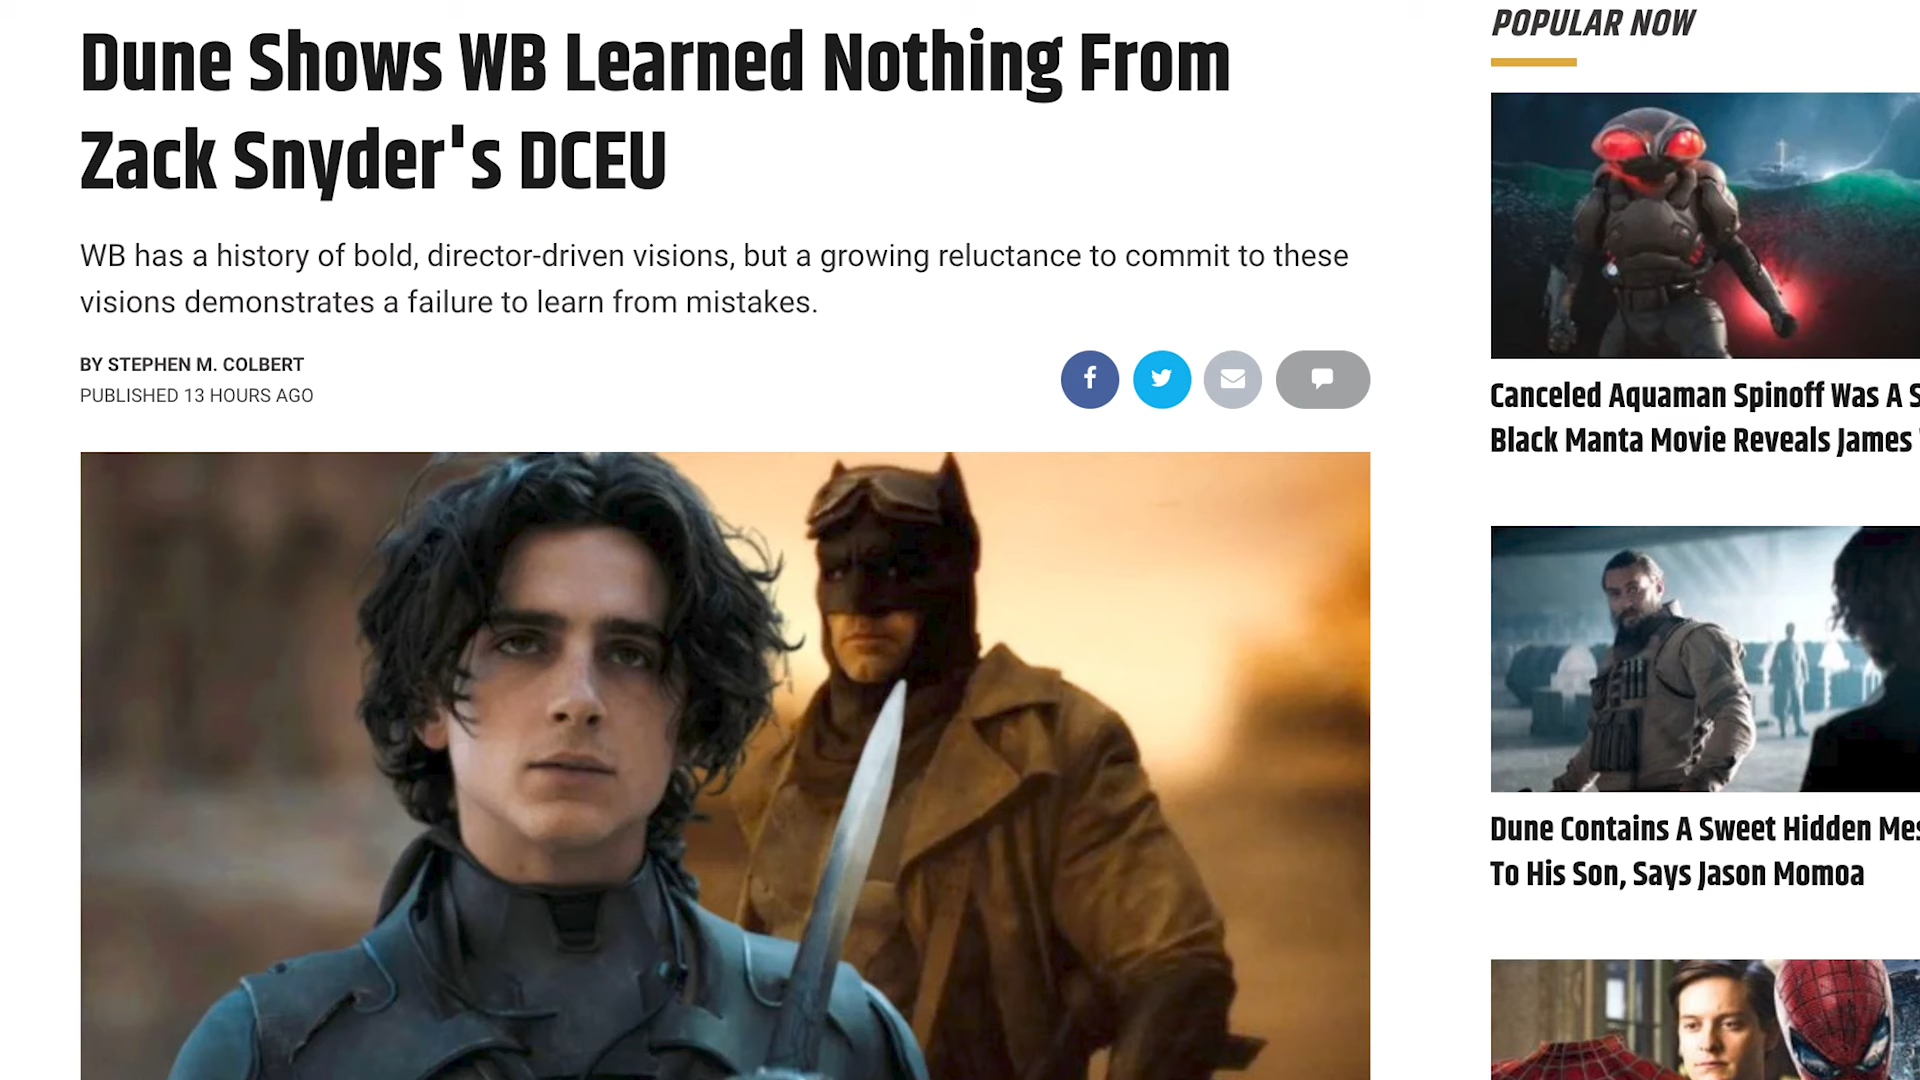 Dune Shows WB Learned Nothing From
Zack Snyder's DCEU
WB has a history of bold, director-driven visions, but a growing reluctance to commit to these
visions demonstrates a failure to learn from mistakes.
BY STEPHEN M. COLBERT
PUBLISHED 13 HOURS AGO
POPULAR NOW
Canceled Aquaman Spinoff Was A S
Black Manta Movie Reveals James
Dune Contains A Sweet Hidden Mes
To His Son, Says Jason Momoa